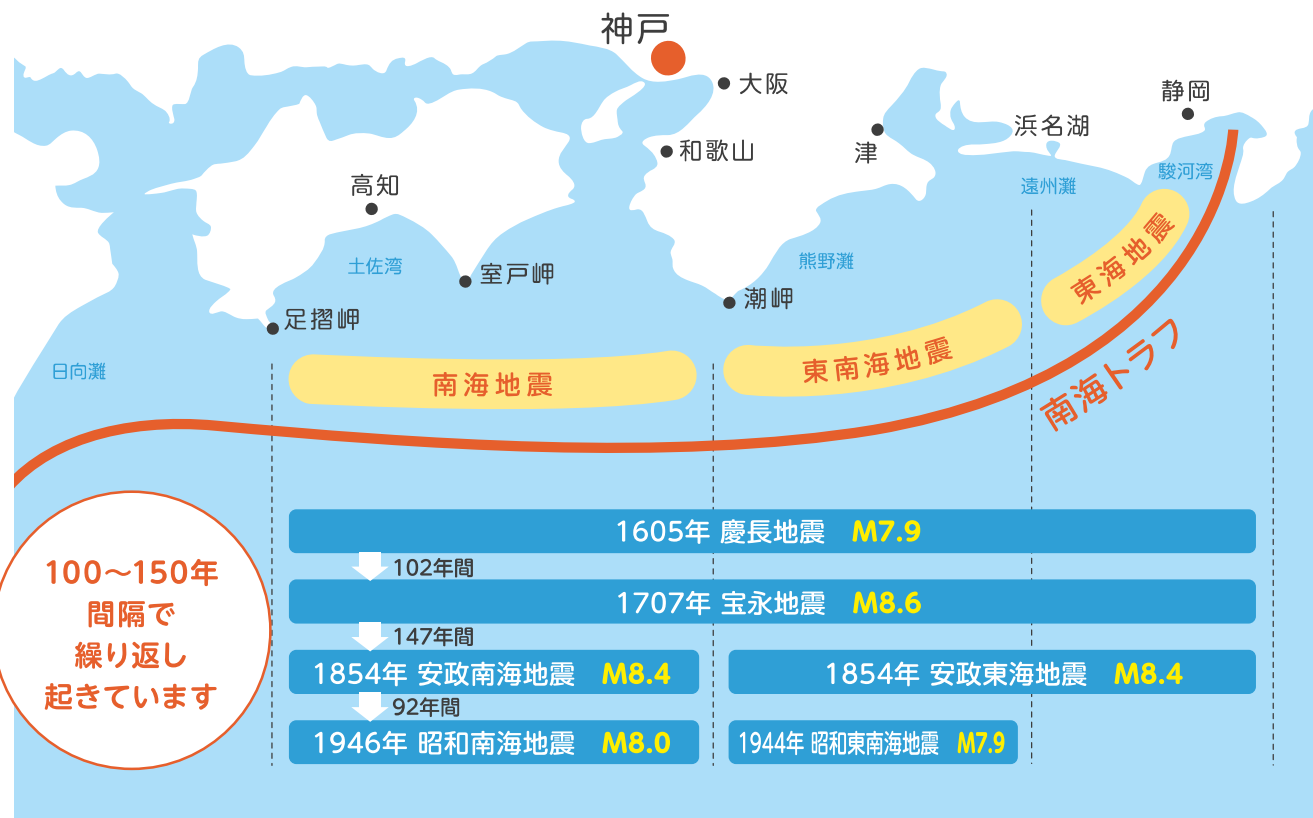 神戸
大阪
静岡
浜名湖
和歌山
津
駿河湾
高知
遠州灘
土佐湾
室戸岬
熊野灘
東海地震
潮岬
足摺岬
日向灘
南海地震
東南海地震
南海トラフ
1605年 慶長地震 M7.9
102年間
1707年 宝永地震 M8.6
147年間
1854年 安政南海地震 M8.4
1854年 安政東海地震 M8.4
92年間
1946年 昭和南海地震 M8.0
1944年 昭和東南海地震 M7.9
100〜150年
間隔で
繰り返し
起きています